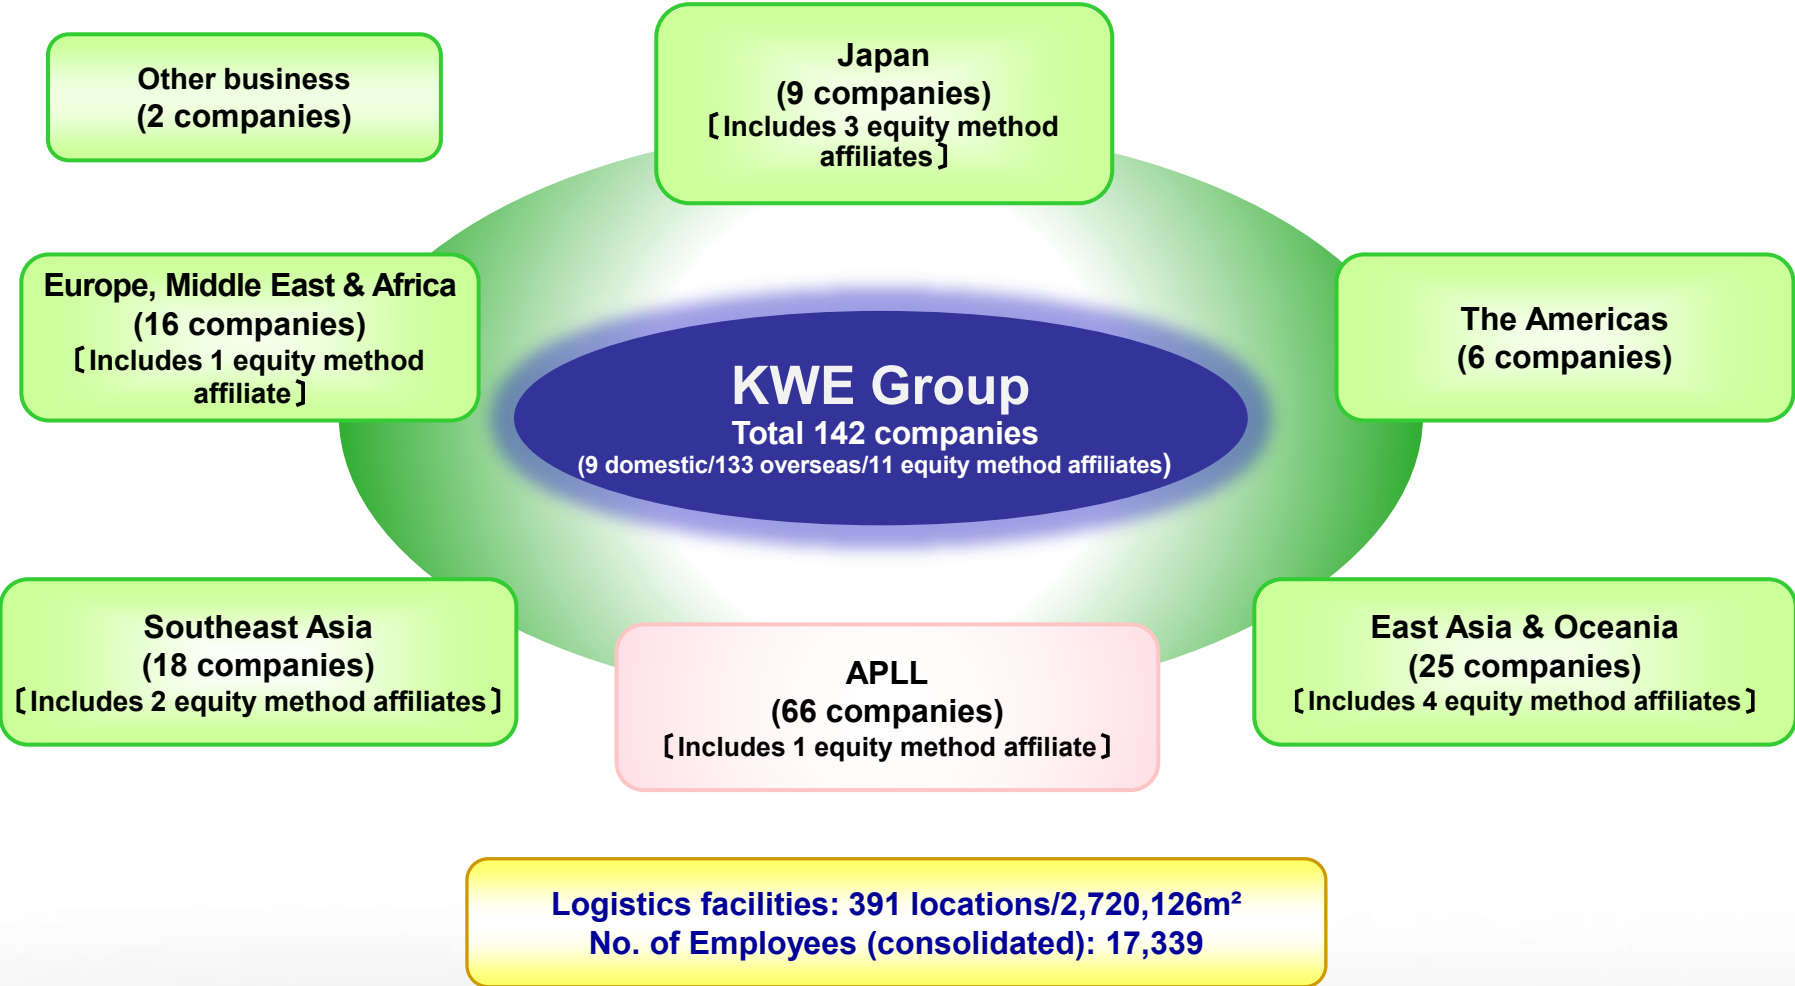 Other business
(2 companies)
Japan
(9 companies)
〔Includes 3 equity method
affiliates〕
Europe, Middle East & Africa
(16 companies)
〔Includes 1 equity method
affiliate〕
The Americas
(6 companies)
KWE Group
Total 142 companies
(9 domestic/133 overseas/11 equity method affiliates)
Southeast Asia
(18 companies)
〔Includes 2 equity method affiliates〕
APLL
(66 companies)
〔Includes 1 equity method affiliate〕
East Asia & Oceania
(25 companies)
〔Includes 4 equity method affiliates〕
Logistics facilities: 391 locations/2,720,126m²
No. of Employees (consolidated): 17,339